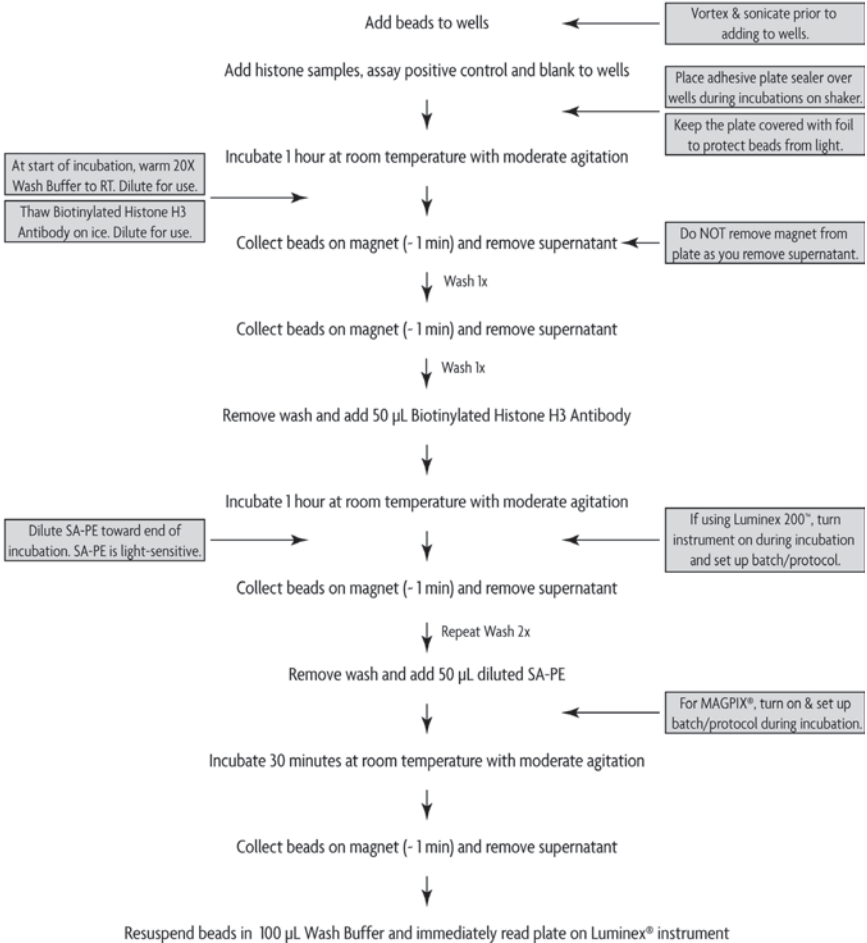 Add beads to wells
Vortex & sonicate prior to
adding to wells.
Add histone samples, assay positive control and blank to wells
Place adhesive plate sealer over
wells during incubations on shaker.
Keep the plate covered with foil
to protect beads from light.
Incubate 1 hour at room temperature with moderate agitation
At start of incubation, warm 20X
Wash Buffer to RT. Dilute for use.
Thaw Biotinylated Histone H3
Antibody on ice. Dilute for use.
Collect beads on magnet (~ 1 min) and remove supernatant
Do NOT remove magnet from
plate as you remove supernatant.
Wash 1x
Collect beads on magnet (~ 1 min) and remove supernatant
Wash 1x
Remove wash and add 50 µL Biotinylated Histone H3 Antibody
Incubate 1 hour at room temperature with moderate agitation
Dilute SA-PE toward end of
incubation. SA-PE is light-sensitive.
If using Luminex 200™, turn
instrument on during incubation
and set up batch/protocol.
Collect beads on magnet (~ 1 min) and remove supernatant
Repeat Wash 2x
Remove wash and add 50 µL diluted SA-PE
For MAGPIX®, turn on & set up
batch/protocol during incubation.
Incubate 30 minutes at room temperature with moderate agitation
Collect beads on magnet (~ 1 min) and remove supernatant
Resuspend beads in 100 µL Wash Buffer and immediately read plate on Luminex® instrument